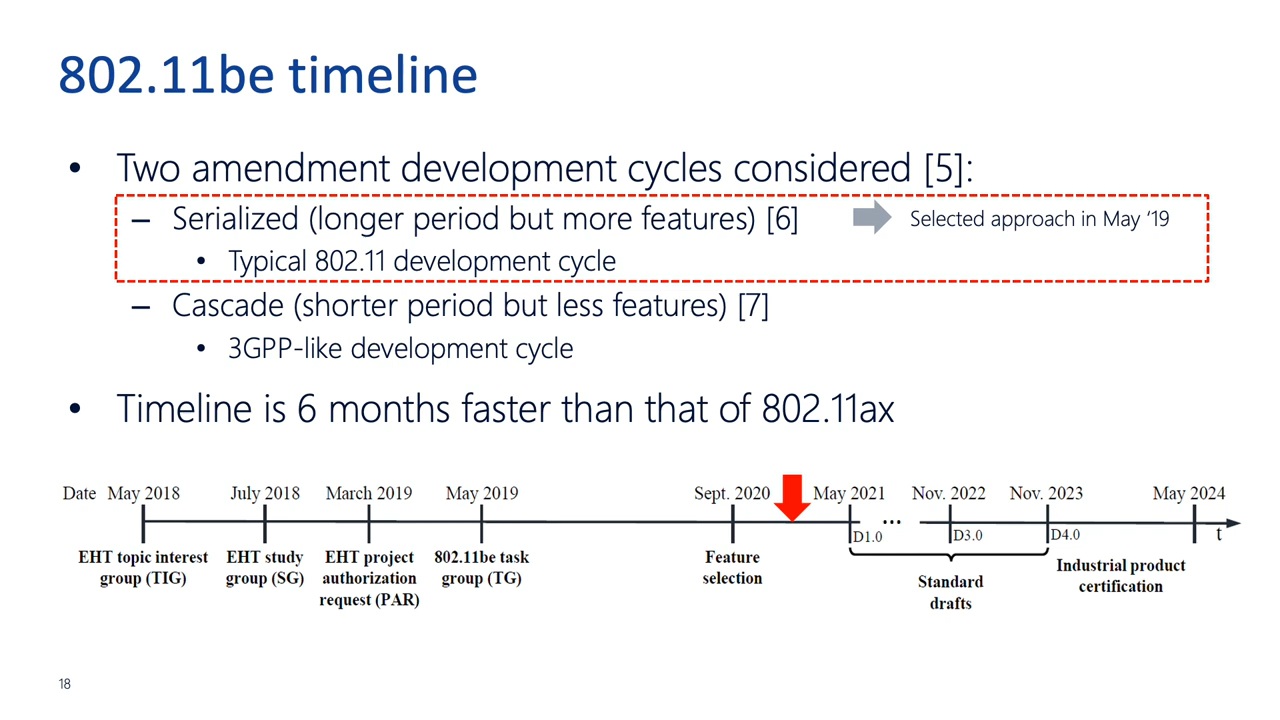 802.11be timeline
• Two amendment development cycles considered [5]:
– Serialized (longer period but more features) [6]
Selected approach in May ‘19
• Typical 802.11 development cycle
– Cascade (shorter period but less features) [7]
• 3GPP-like development cycle
• Timeline is 6 months faster than that of 802.11ax
Date May 2018 July 2018 March 2019 May 2019 Sept. 2020 May 2021 Nov. 2022 Nov. 2023 May 2024
... D1.0 D3.0 D4.0 t
EHT topic interest
group (TIG)
EHT study
group (SG)
EHT project
authorization
request (PAR)
802.11be task
group (TG)
Feature
selection
Standard
drafts
Industrial product
certification
18